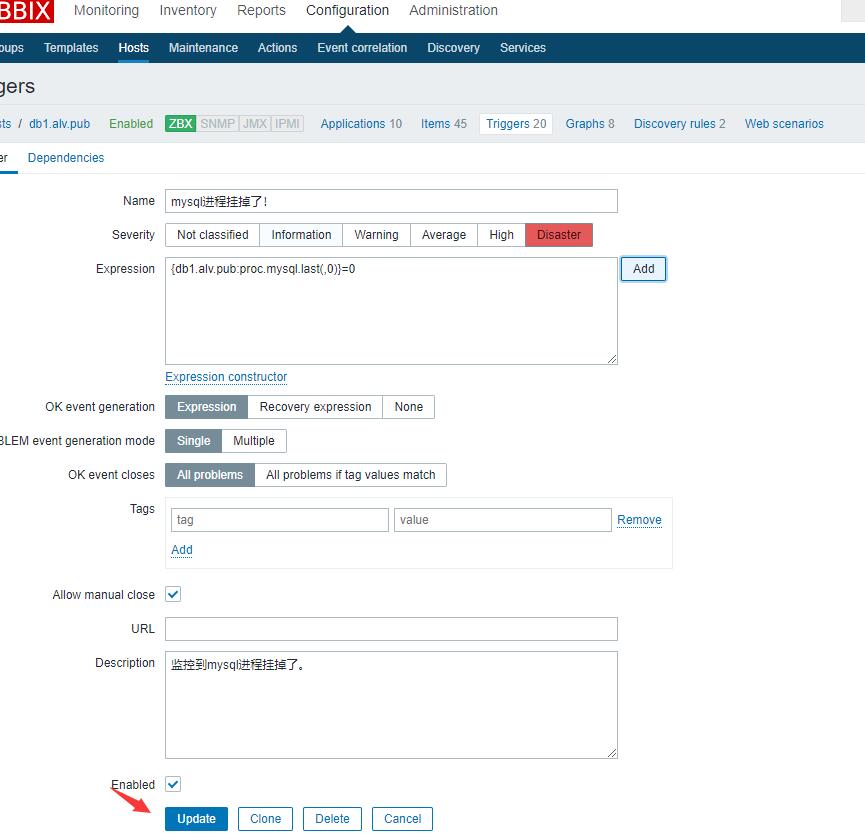 BBIX Monitoring Inventory Reports Configuration Administration
oups Templates Hosts Maintenance Actions Event correlation Discovery Services
gers
sts / db1.alv.pub Enabled ZBX SNMP JMX IPMI Applications 10 Items 45 Triggers 20 Graphs 8 Discovery rules 2 Web scenarios
er Dependencies
Name mysql进程挂掉了!
Severity Not classified Information Warning Average High Disaster
Expression {db1.alv.pub:proc.mysql.last(,0)}=0 Add
Expression constructor
OK event generation Expression Recovery expression None
BLEM event generation mode Single Multiple
OK event closes All problems All problems if tag values match
Tags tag value Remove
Add
Allow manual close
URL
Description 监控到mysql进程挂掉了。
Enabled
Update Clone Delete Cancel